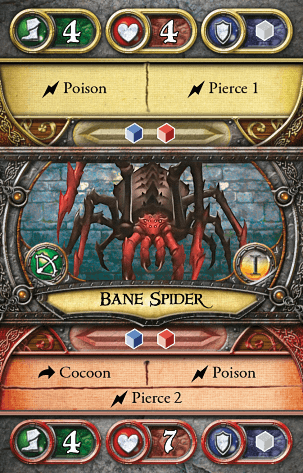 4 4
Poison Pierce 1
I
BANE SPIDER
Cocoon Poison
Pierce 2
4 7